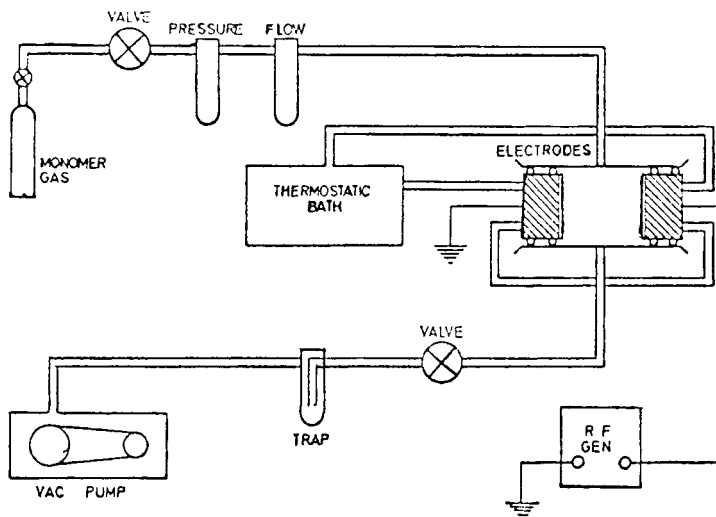 VALVE
PRESSURE
FLOW
MONOMER
GAS
ELECTRODES
THERMOSTATIC
BATH
VALVE
TRAP
R F
GEN
VAC PUMP